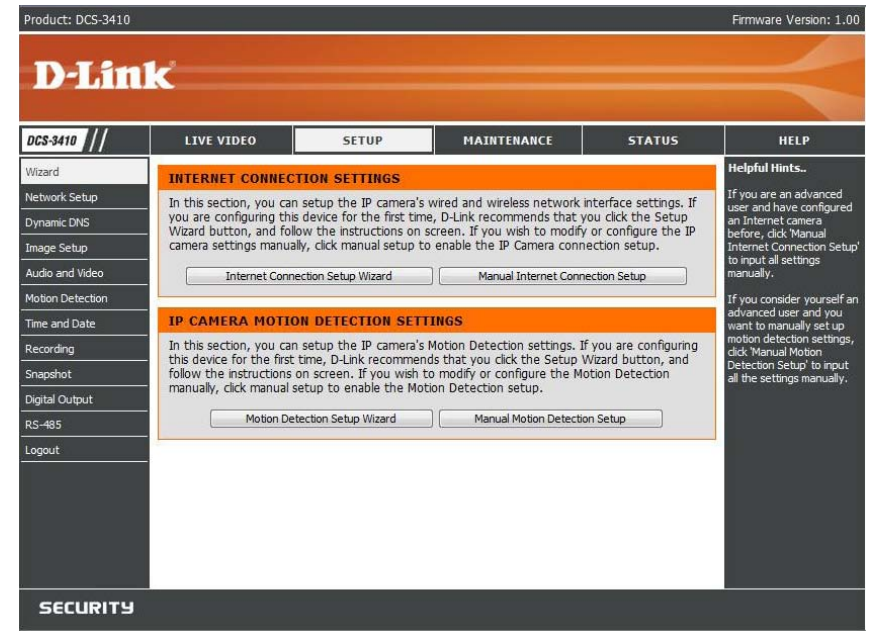 Product: DCS-3410
Firmware Version: 1.00
D-Link®
DCS-3410
LIVE VIDEO
SETUP
MAINTENANCE
STATUS
HELP
Wizard
Network Setup
Dynamic DNS
Image Setup
Audio and Video
Motion Detection
Time and Date
Recording
Snapshot
Digital Output
RS-485
Logout
INTERNET CONNECTION SETTINGS
In this section, you can setup the IP camera's wired and wireless network interface settings. If
you are configuring this device for the first time, D-Link recommends that you click the Setup
Wizard button, and follow the instructions on screen. If you wish to modify or configure the IP
camera settings manually, click manual setup to enable the IP Camera connection setup.
Internet Connection Setup Wizard
Manual Internet Connection Setup
IP CAMERA MOTION DETECTION SETTINGS
In this section, you can setup the IP camera's Motion Detection settings. If you are configuring
this device for the first time, D-Link recommends that you click the Setup Wizard button, and
follow the instructions on screen. If you wish to modify or configure the Motion Detection
manually, click manual setup to enable the Motion Detection setup.
Motion Detection Setup Wizard
Manual Motion Detection Setup
Helpful Hints..
If you are an advanced
user and have configured
an Internet camera
before, click 'Manual
Internet Connection Setup'
to input all settings
manually.
If you consider yourself an
advanced user and you
want to manually set up
motion detection settings,
click 'Manual Motion
Detection Setup' to input
all the settings manually.
SECURITY